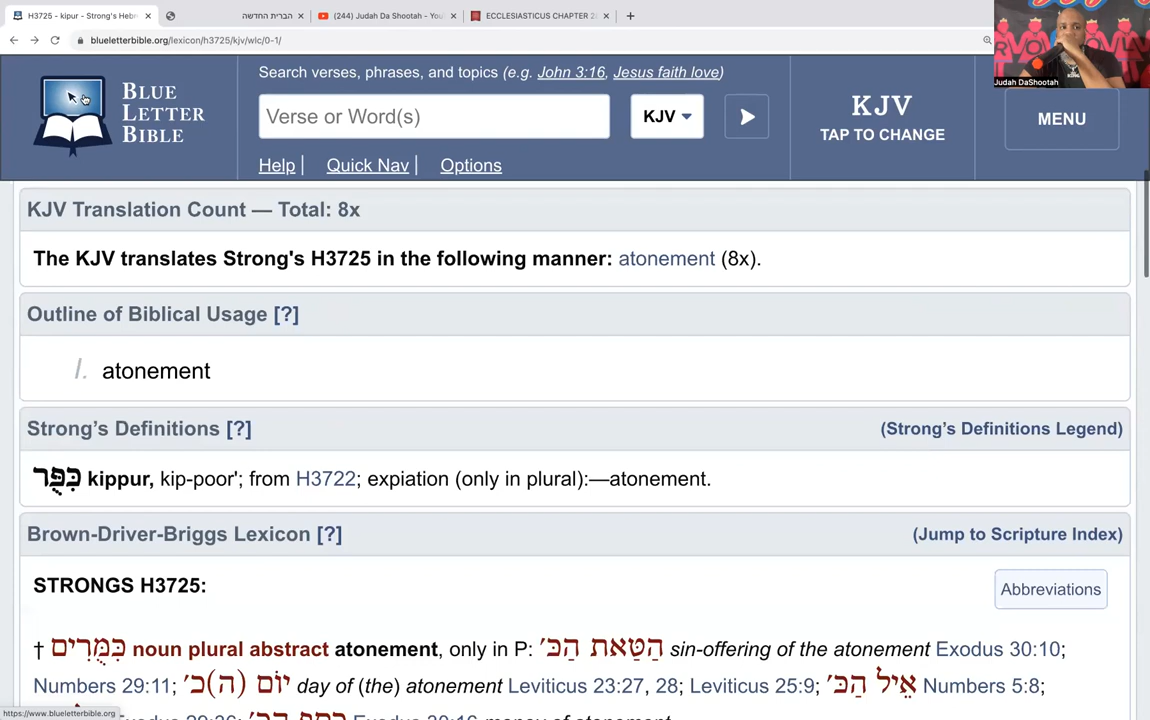 H3725 - kipur - Strong's Hebr
הברית החדשה
(244) Judah Da Shootah - You
ECCLESIASTICUS CHAPTER 2
blueletterbible.org/lexicon/h3725/kjv/wlc/0-1/
Judah DaShootah
BLUE
LETTER
BIBLE
Search verses, phrases, and topics (e.g. John 3:16, Jesus faith love)
Verse or Word(s)
KJV
KJV
TAP TO CHANGE
MENU
Help | Quick Nav | Options
KJV Translation Count — Total: 8x
The KJV translates Strong's H3725 in the following manner: atonement (8x).
Outline of Biblical Usage [?]
I. atonement
Strong's Definitions [?]
(Strong's Definitions Legend)
כִּפֻּר kippur, kip-poor'; from H3722; expiation (only in plural):—atonement.
Brown-Driver-Briggs Lexicon [?]
(Jump to Scripture Index)
STRONGS H3725:
Abbreviations
† כִּמֻּרִים noun plural abstract atonement, only in P: הַטַּאת הַכּ׳ sin-offering of the atonement Exodus 30:10;
Numbers 29:11; יוֹם (ה)כ׳ day of (the) atonement Leviticus 23:27, 28; Leviticus 25:9; אֵיל הַכּ׳ Numbers 5:8;
https://www.blueletterbible.org